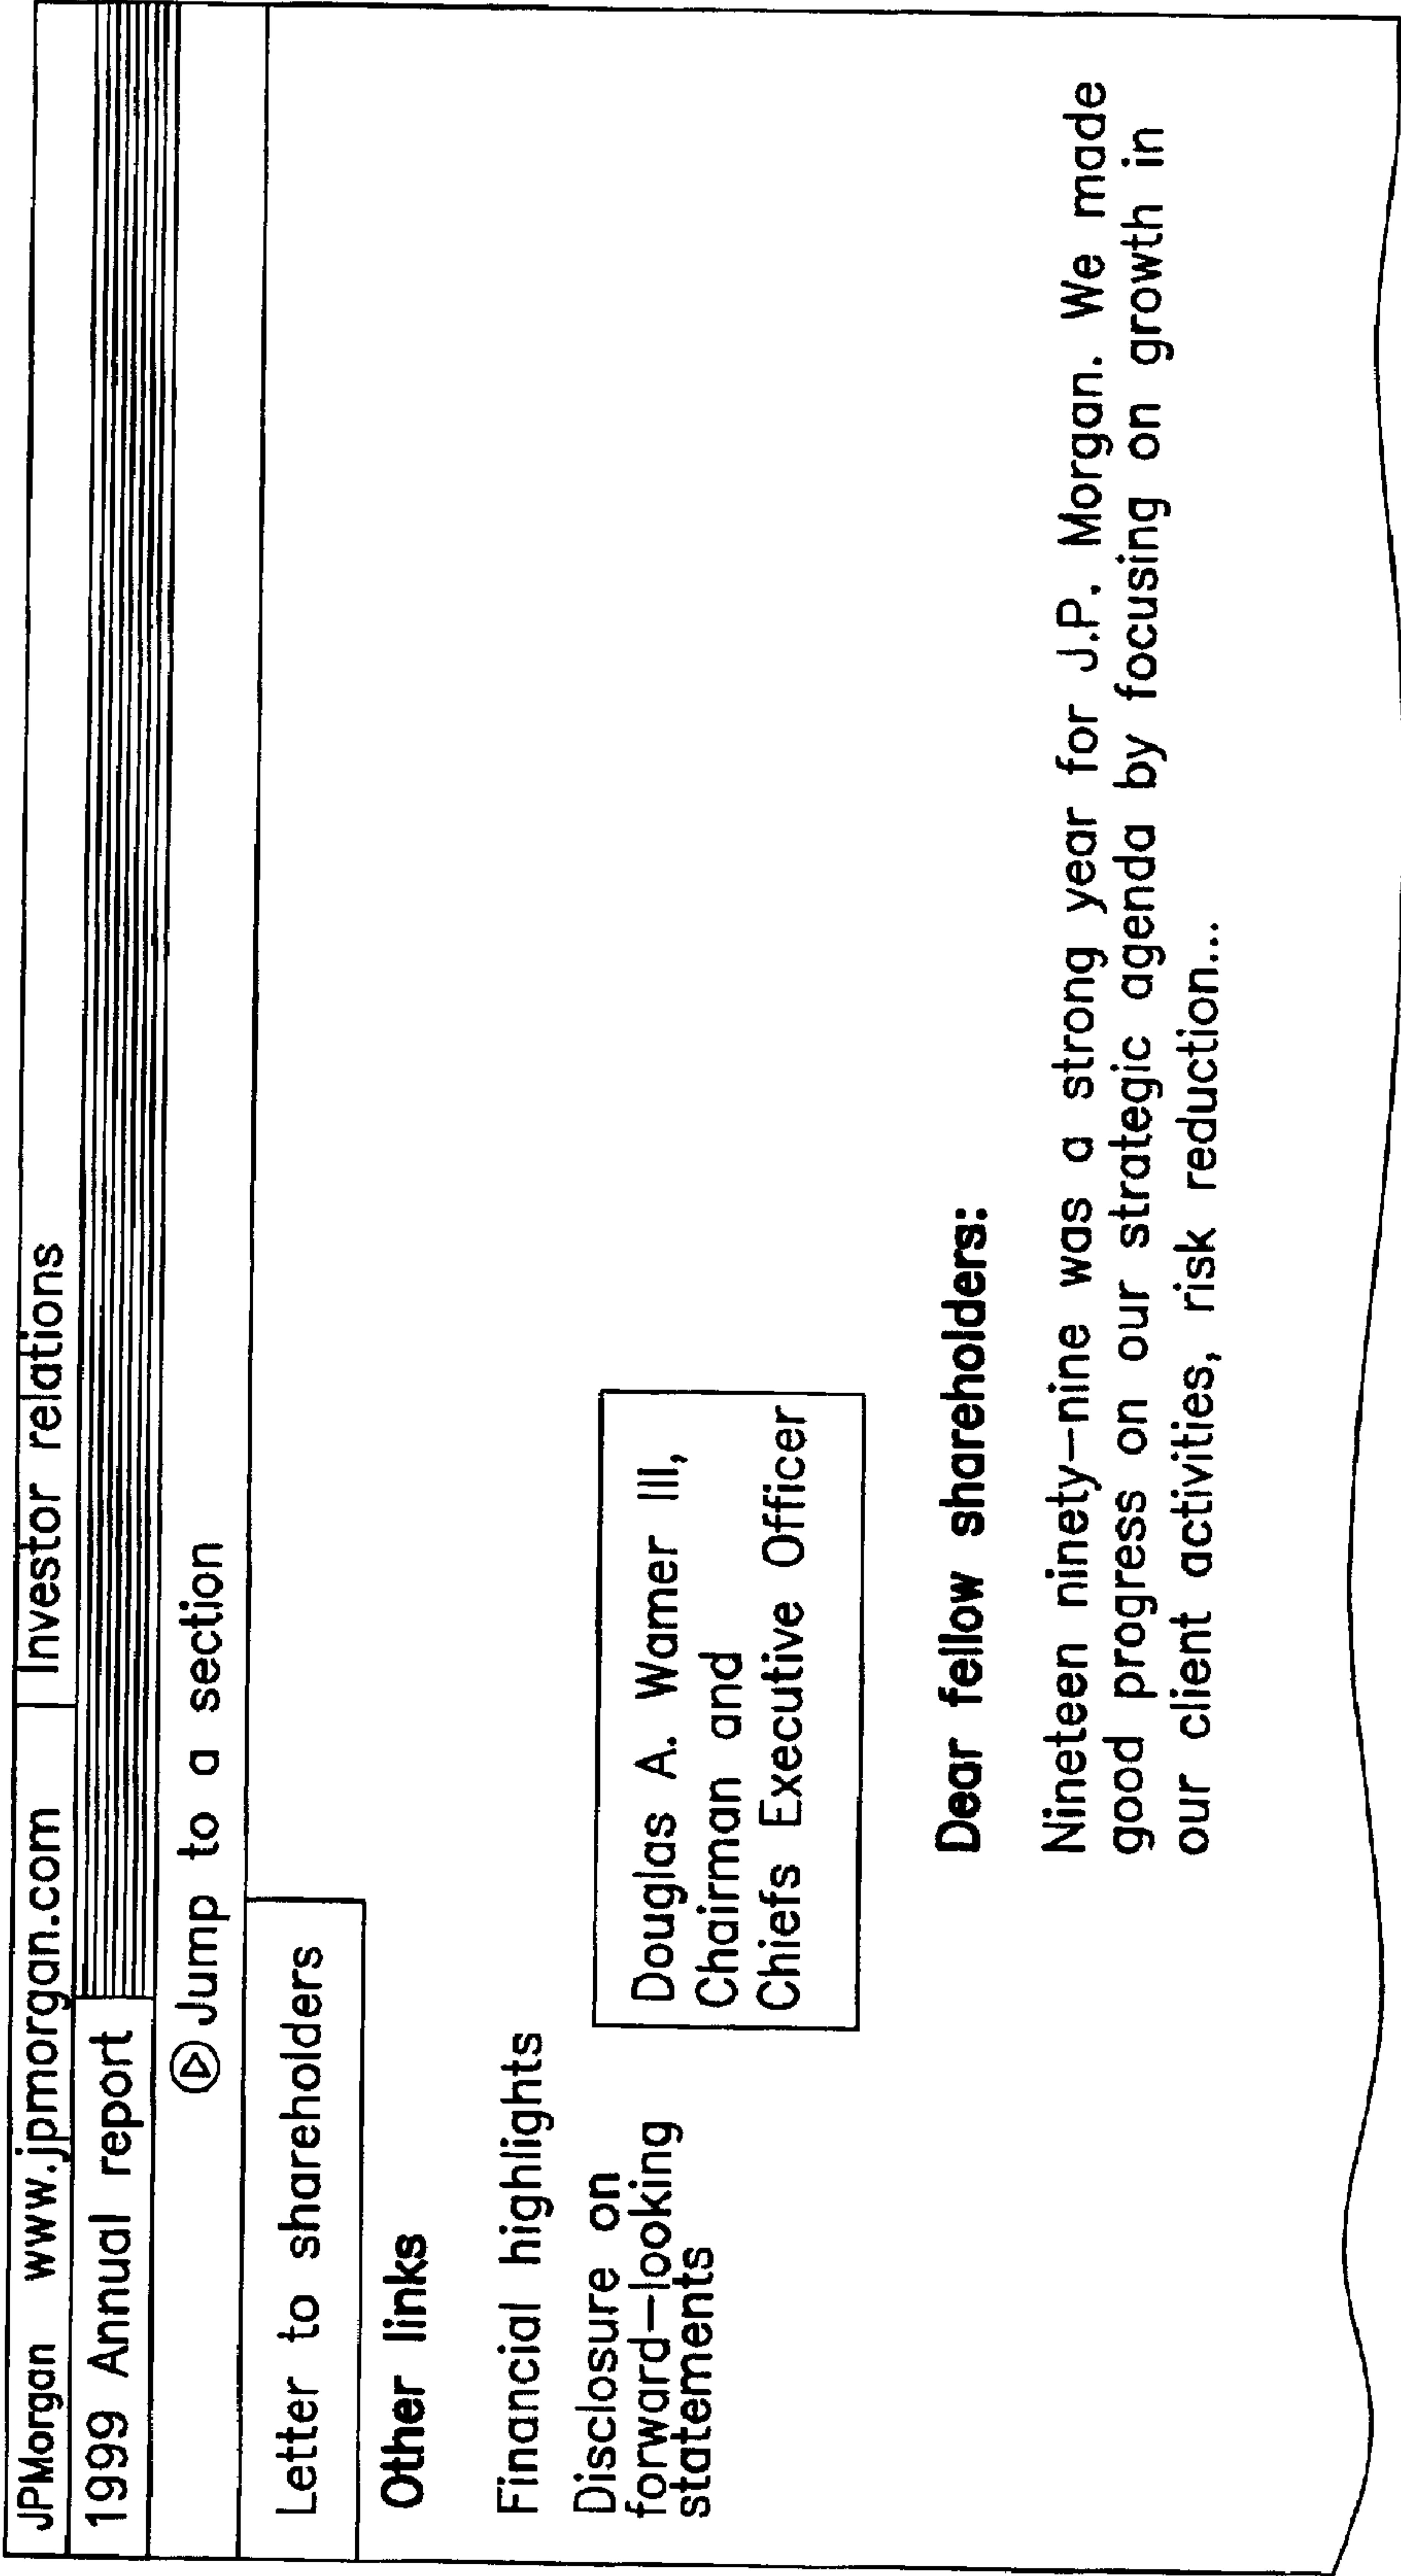 JPMorgan www.jpmorgan.com Investor relations
1999 Annual report
Jump to a section
Letter to shareholders
Other links
Financial highlights
Disclosure on
forward-looking
statements
Douglas A. Warner III,
Chairman and
Chiefs Executive Officer
Dear fellow shareholders:
Nineteen ninety-nine was a strong year for J.P. Morgan. We made
good progress on our strategic agenda by focusing on growth in
our client activities, risk reduction...